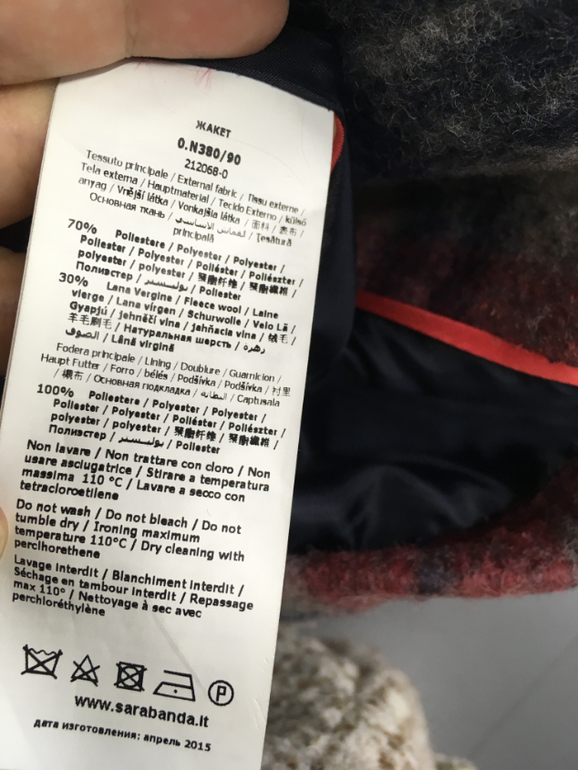 ЖАКЕТ
0.N380/90
212068-0
Tessuto principale / External fabric / Tissu externe /
Tela externa / Hauptmaterial / Tecido Externo / külső
anyag / Vnější látka / Vonkajšia látka / 面料 / 表布 /
Основная ткань / القماش الأساسي / Țesătură
principală
70% Poliestere / Polyester / Polyester /
Poliester / Polyester / Poliéster / Poliészter /
polyester / polyester / 聚酯纤维 / 聚酯繊維 /
Полиэстер / بوليستر / Poliester
30% Lana Vergine / Fleece wool / Laine
vierge / Lana virgen / Schurwolle / Velo Lã /
Gyapjú / jehněčí vlna / jahňacia vlna / 绒毛 /
羊毛刷毛 / Натуральная шерсть / زهرة
الصوف / Lână virgină
Fodera principale / Lining / Doublure / Guarnicion /
Haupt Futter / Forro / bélés / Podšívka / Podšívka / 衬里
/ 裏布 / Основная подкладка / البطانة / Captusala
100% Poliestere / Polyester / Polyester /
Poliester / Polyester / Poliéster / Poliészter /
polyester / polyester / 聚酯纤维 / 聚酯繊維 /
Полиэстер / بوليستر / Poliester
Non lavare / Non trattare con cloro / Non
usare asciugatrice / Stirare a temperatura
massima 110 °C / Lavare a secco con
tetracloroetilene
Do not wash / Do not bleach / Do not
tumble dry / Ironing maximum
temperature 110°C / Dry cleaning with
perclhorethene
Lavage interdit / Blanchiment interdit /
Séchage en tambour interdit / Repassage
max 110° / Nettoyage à sec avec
perchloréthylène
P
www.sarabanda.it
дата изготовления: апрель 2015